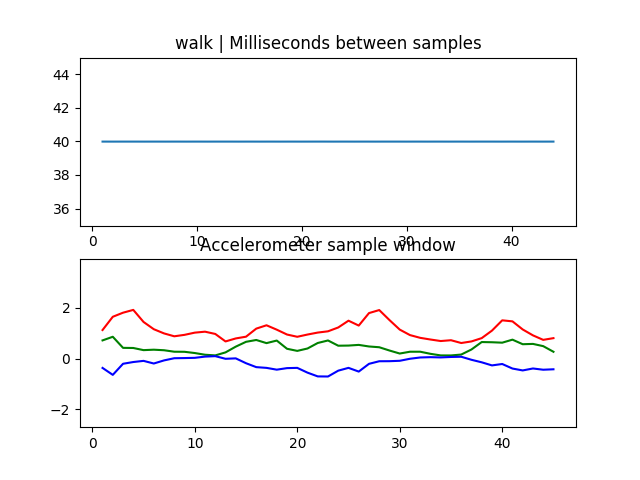 walk | Milliseconds between samples
44
42
40
38
36
0 10 20 30 40
Accelerometer sample window
2
0
−2
0 10 20 30 40